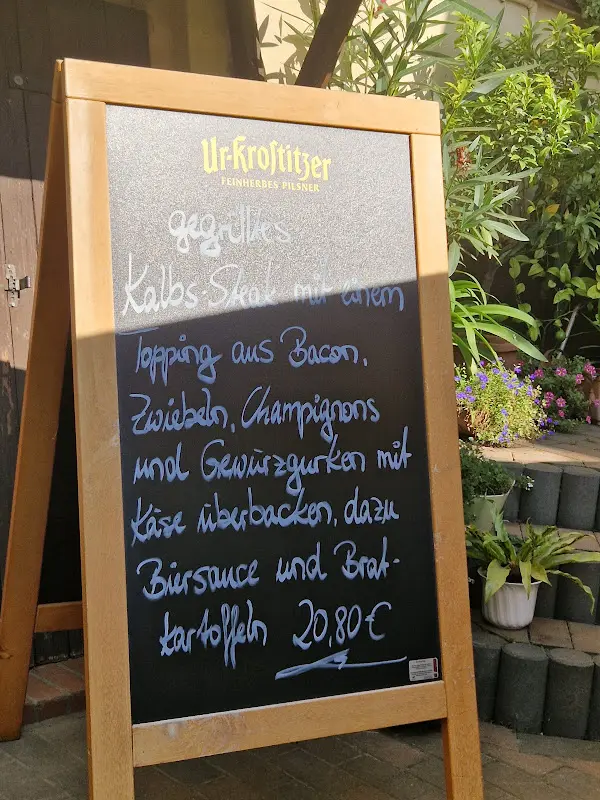 Ur-Krostitzer
FEINHERBES PILSNER
gegrilltes
Kalbs-Steak mit einem
Topping aus Bacon,
Zwiebeln, Champignons
und Gewürzgurken mit
Käse überbacken, dazu
Biersauce und Brat-
kartoffeln 20,80 €